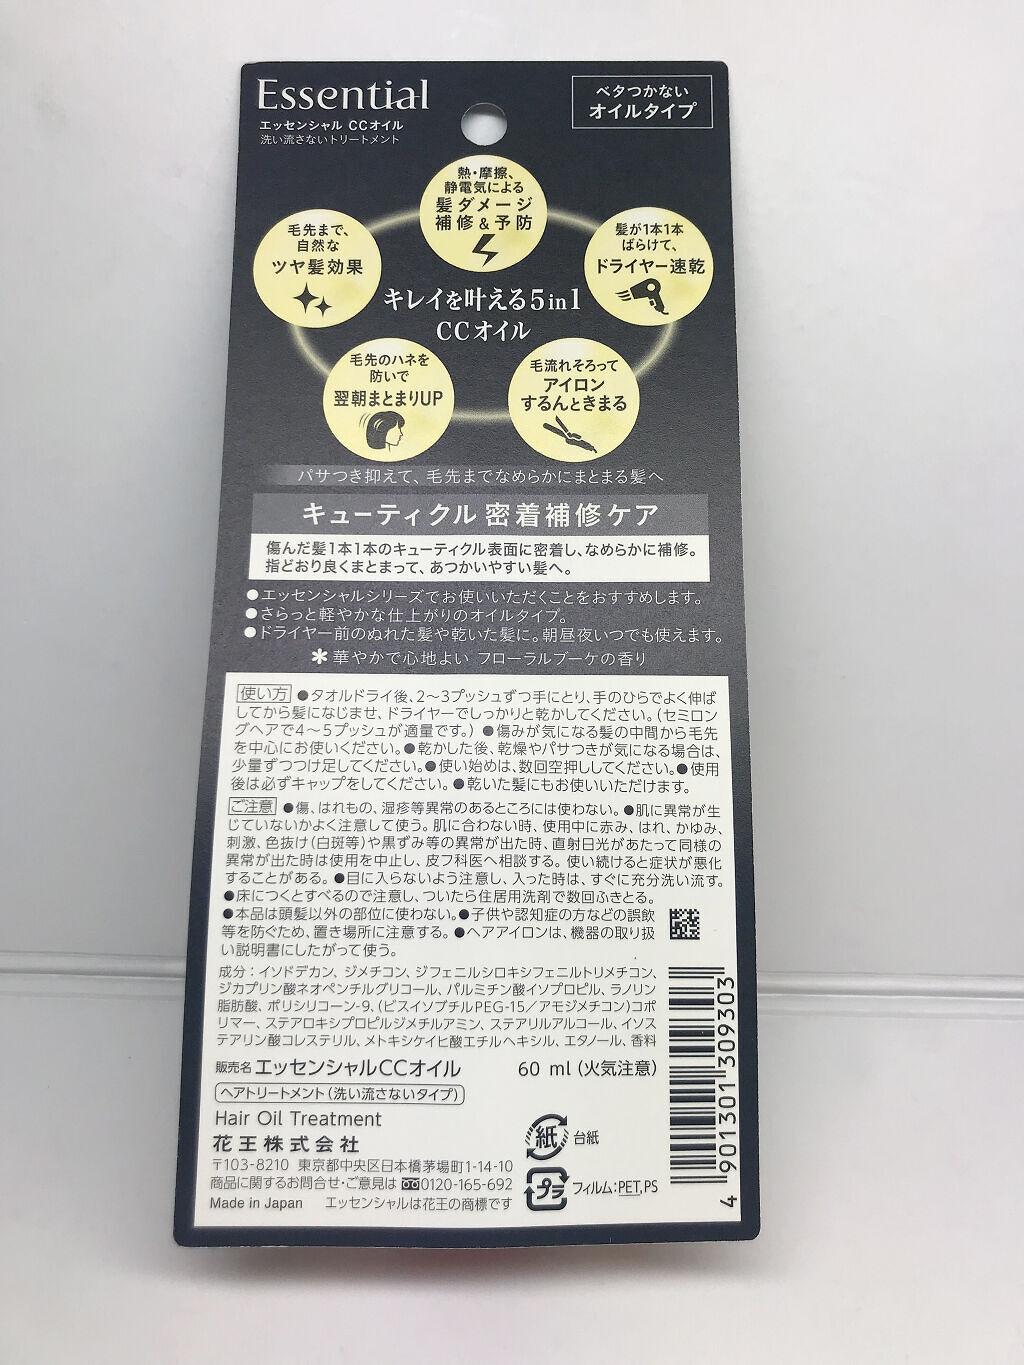 Essential
エッセンシャル CCオイル
洗い流さないトリートメント
ベタつかない
オイルタイプ
熱・摩擦、
静電気による
髪ダメージ
補修＆予防
毛先まで、
自然な
ツヤ髪効果
髪が1本1本
ばらけて、
ドライヤー速乾
キレイを叶える5in1
CCオイル
毛先のハネを
防いで
翌朝まとまりUP
毛流れそろって
アイロン
するんときまる
パサつき抑えて、毛先までなめらかにまとまる髪へ
キューティクル 密着補修ケア
傷んだ髪1本1本のキューティクル表面に密着し、なめらかに補修。
指どおり良くまとまって、あつかいやすい髪へ。
●エッセンシャルシリーズでお使いいただくことをおすすめします。
●さらっと軽やかな仕上がりのオイルタイプ。
●ドライヤー前のぬれた髪や乾いた髪に。朝昼夜いつでも使えます。
＊華やかで心地よい フローラルブーケの香り
使い方 ●タオルドライ後、2〜3プッシュずつ手にとり、手のひらでよく伸ば
してから髪になじませ、ドライヤーでしっかりと乾かしてください。(セミロン
グヘアで4〜5プッシュが適量です。) ●傷みが気になる髪の中間から毛先
を中心にお使いください。●乾かした後、乾燥やパサつきが気になる場合は、
少量ずつつけ足してください。●使い始めは、数回空押ししてください。●使用
後は必ずキャップをしてください。●乾いた髪にもお使いいただけます。
ご注意 ●傷、はれもの、湿疹等異常のあるところには使わない。●肌に異常が生
じていないかよく注意して使う。肌に合わない時、使用中に赤み、はれ、かゆみ、
刺激、色抜け(白斑等)や黒ずみ等の異常が出た時、直射日光があたって同様の
異常が出た時は使用を中止し、皮フ科医へ相談する。使い続けると症状が悪化
することがある。●目に入らないよう注意し、入った時は、すぐに充分洗い流す。
●床につくとすべるので注意し、ついたら住居用洗剤で数回ふきとる。
●本品は頭髪以外の部位に使わない。●子供や認知症の方などの誤飲
等を防ぐため、置き場所に注意する。●ヘアアイロンは、機器の取り扱
い説明書にしたがって使う。
成分：イソドデカン、ジメチコン、ジフェニルシロキシフェニルトリメチコン、
ジカプリン酸ネオペンチルグリコール、パルミチン酸イソプロピル、ラノリン
脂肪酸、ポリシリコーン-9、(ビスイソブチルPEG-15／アモジメチコン)コポ
リマー、ステアロキシプロピルジメチルアミン、ステアリルアルコール、イソス
テアリン酸コレステリル、メトキシケイヒ酸エチルヘキシル、エタノール、香料
販売名 エッセンシャルCCオイル 60 ml (火気注意)
ヘアトリートメント(洗い流さないタイプ)
Hair Oil Treatment
花王株式会社
〒103-8210 東京都中央区日本橋茅場町1-14-10
商品に関するお問合せ・ご意見は 0120-165-692
Made in Japan エッセンシャルは花王の商標です
紙 台紙
プラ フィルム:PET,PS
4 901301 309303